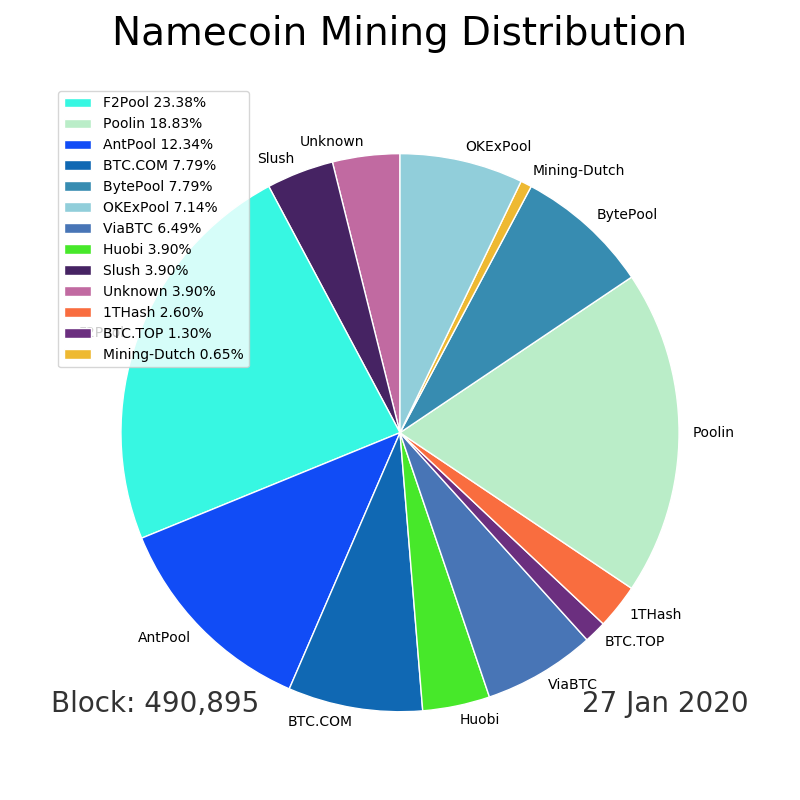 Namecoin Mining Distribution
F2Pool 23.38%
Poolin 18.83%
AntPool 12.34%
BTC.COM 7.79%
BytePool 7.79%
OKExPool 7.14%
ViaBTC 6.49%
Huobi 3.90%
Slush 3.90%
Unknown 3.90%
1THash 2.60%
BTC.TOP 1.30%
Mining-Dutch 0.65%
Unknown
Slush
OKExPool
Mining-Dutch
BytePool
Poolin
F2Pool
1THash
BTC.TOP
ViaBTC
Huobi
BTC.COM
AntPool
Block: 490,895
27 Jan 2020